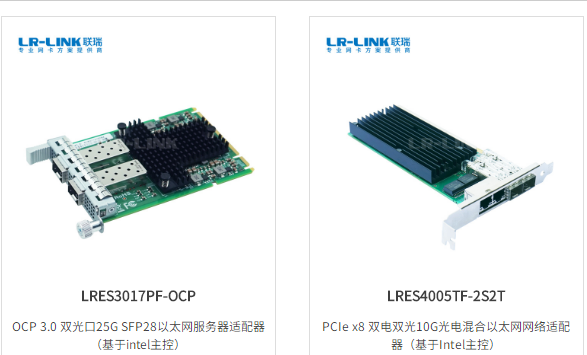 LR-LINK联瑞
专业网卡方案提供商
LR-LINK联瑞
专业网卡方案提供商
LR-LINK
LR-LINK
LRES3017PF-OCP
LRES4005TF-2S2T
OCP 3.0 双光口25G SFP28以太网服务器适配器
（基于intel主控）
PCIe x8 双电双光10G光电混合以太网网络适配
器（基于Intel主控）